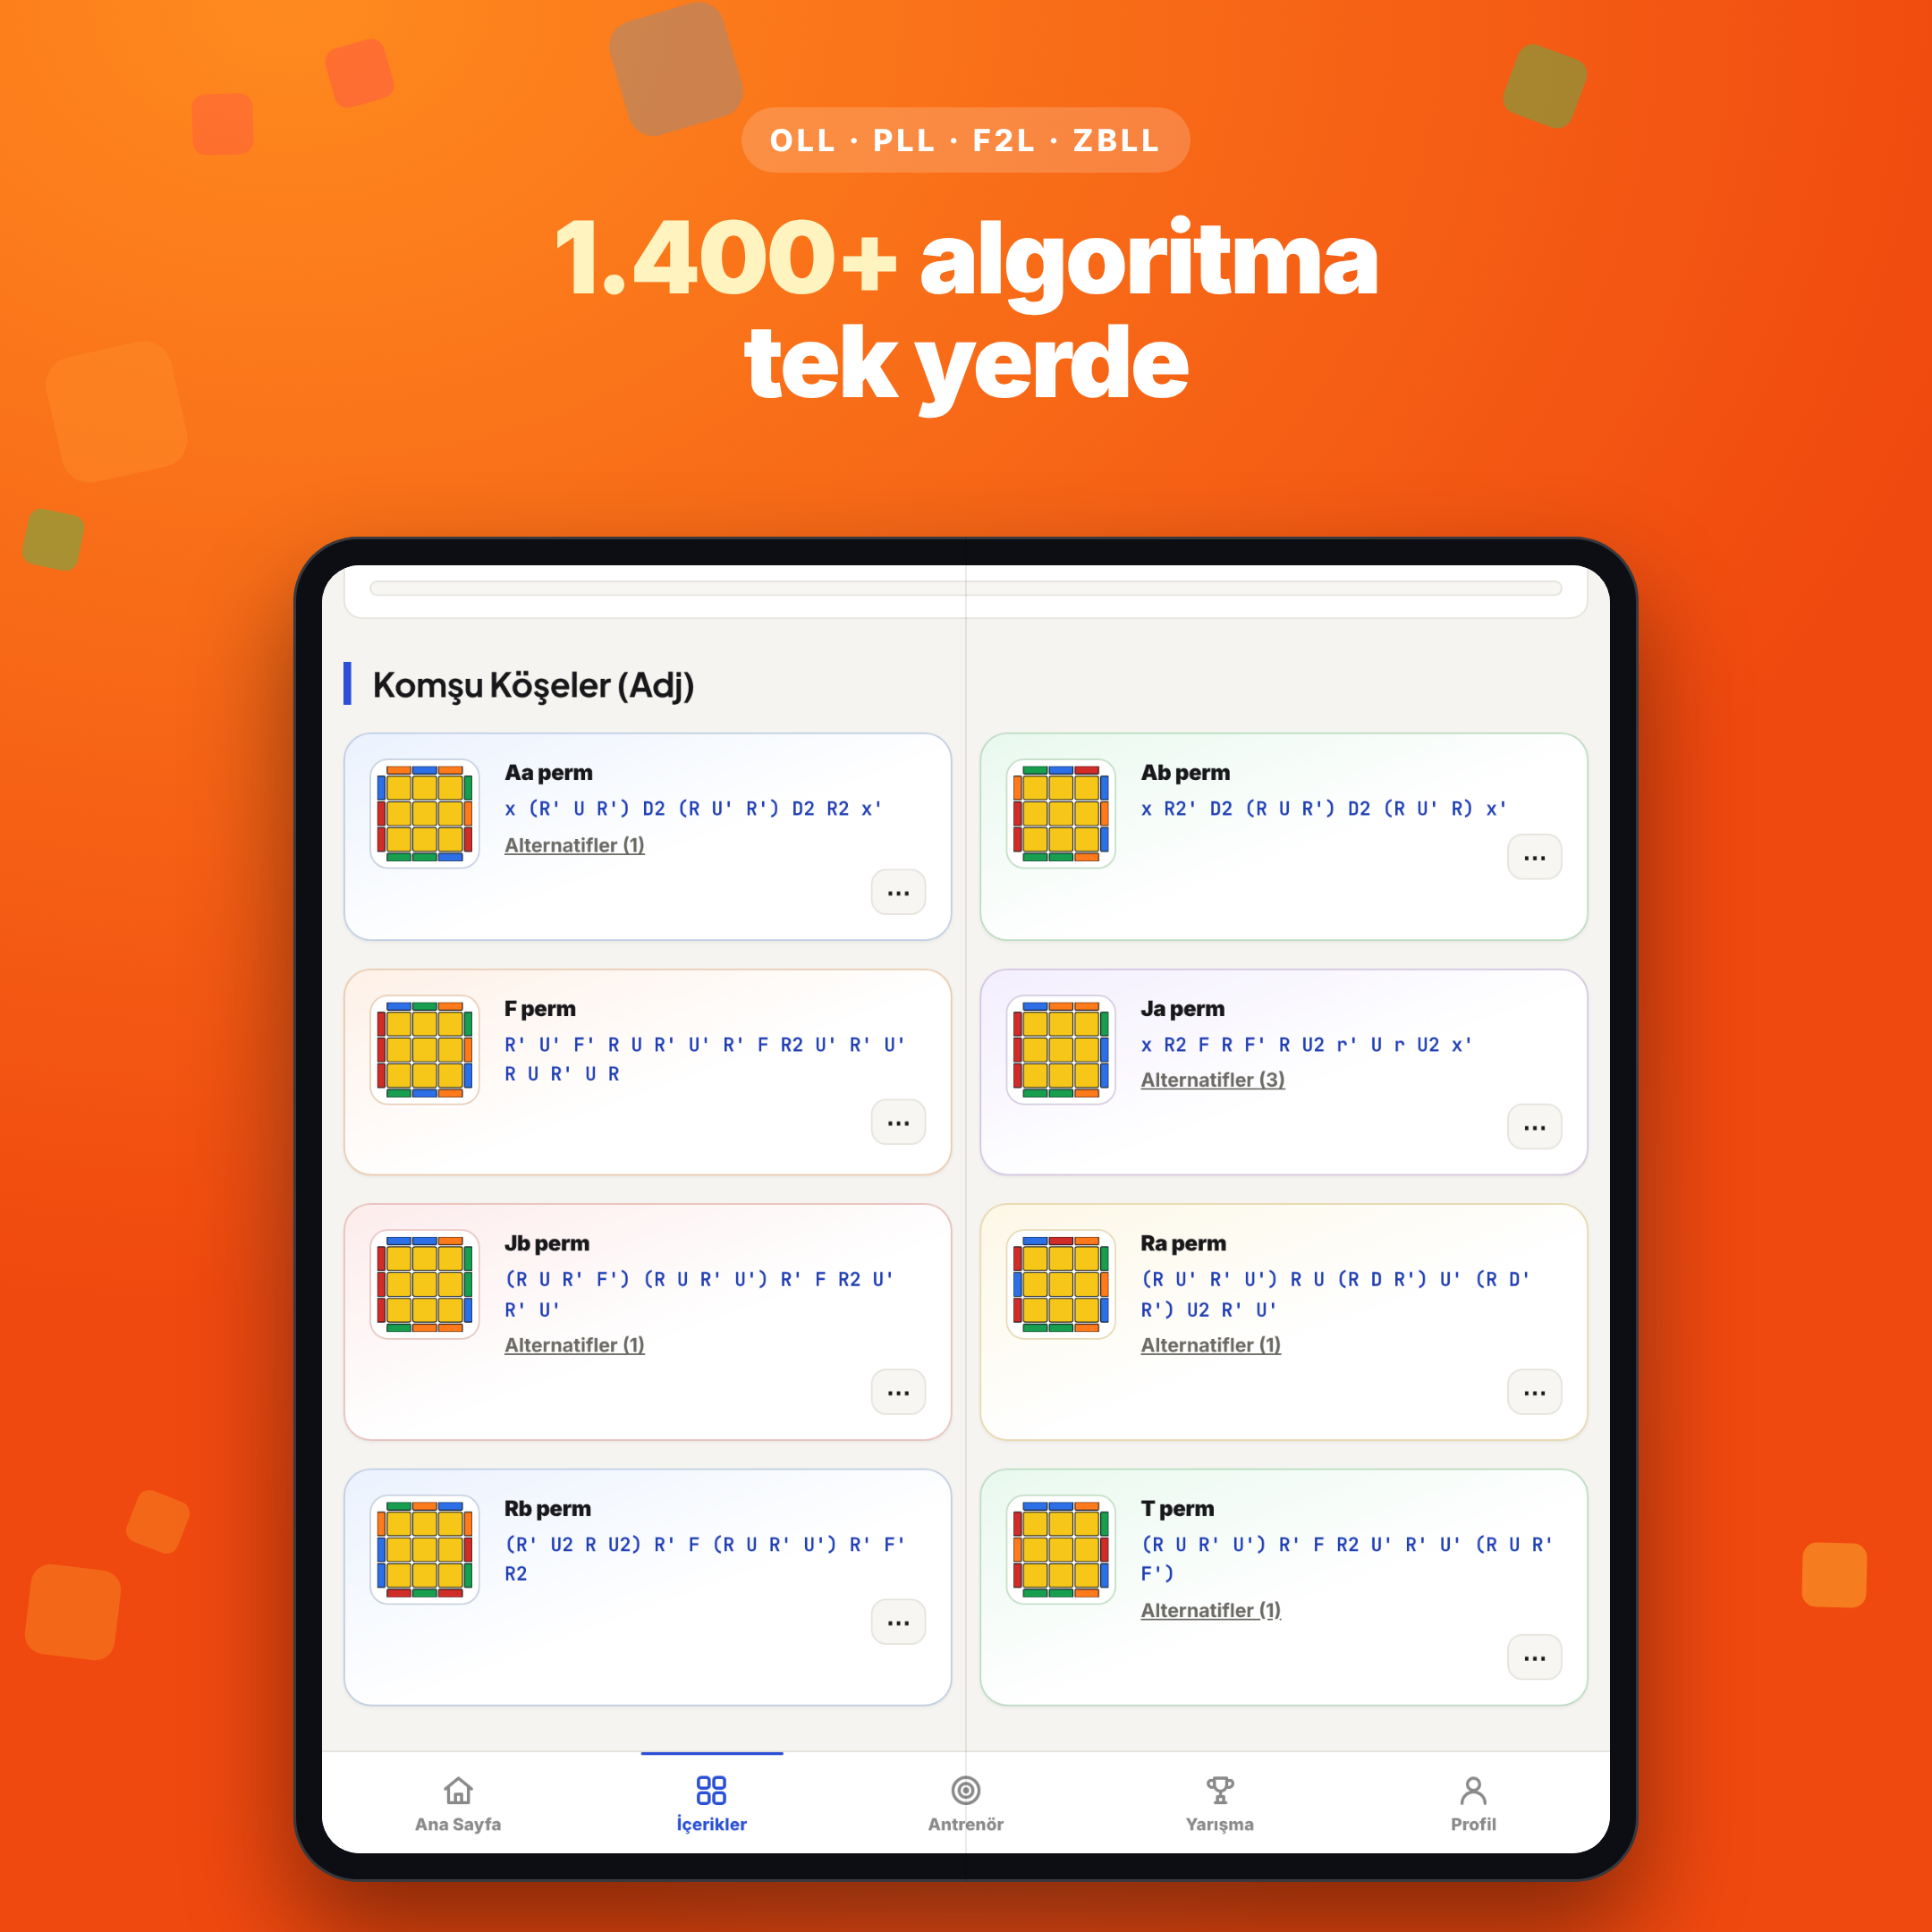 OLL · PLL · F2L · ZBLL
1.400+ algoritma
tek yerde
Komşu Köşeler (Adj)
Aa perm
x (R' U R') D2 (R U' R') D2 R2 x'
Alternatifler (1)
...
Ab perm
x R2' D2 (R U R') D2 (R U' R) x'
...
F perm
R' U' F' R U R' U' R' F R2 U' R' U'
R U R' U R
...
Ja perm
x R2 F R F' R U2 r' U r U2 x'
Alternatifler (3)
...
Jb perm
(R U R' F') (R U R' U') R' F R2 U'
R' U'
Alternatifler (1)
...
Ra perm
(R U' R' U') R U (R D R') U' (R D'
R') U2 R' U'
Alternatifler (1)
...
Rb perm
(R' U2 R U2) R' F (R U R' U') R' F'
R2
...
T perm
(R U R' U') R' F R2 U' R' U' (R U R'
F')
Alternatifler (1)
...
Ana Sayfa
İçerikler
Antrenör
Yarışma
Profil